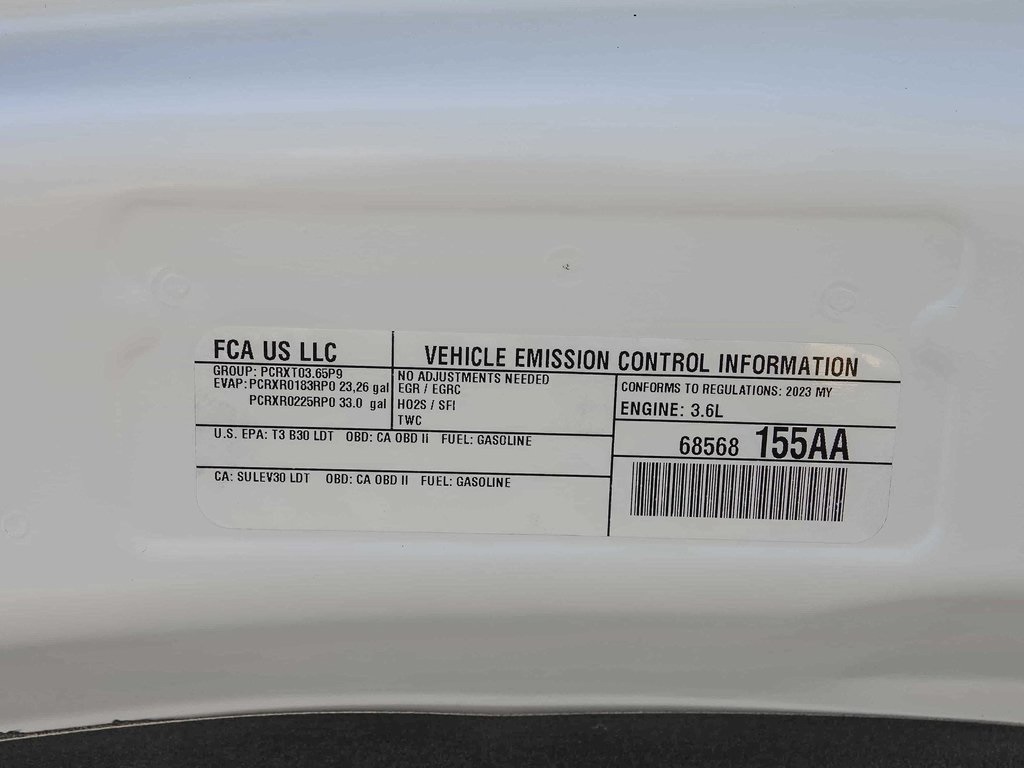 FCA US LLC
VEHICLE EMISSION CONTROL INFORMATION
GROUP: PCRXT03.65P9
EVAP: PCRXR0183RP0 23,26 gal
PCRXR0225RP0 33.0 gal
NO ADJUSTMENTS NEEDED
EGR / EGRC
HO2S / SFI
TWC
CONFORMS TO REGULATIONS: 2023 MY
ENGINE: 3.6L
U.S. EPA: T3 B30 LDT OBD: CA OBD II FUEL: GASOLINE
68568 155AA
CA: SULEV30 LDT OBD: CA OBD II FUEL: GASOLINE